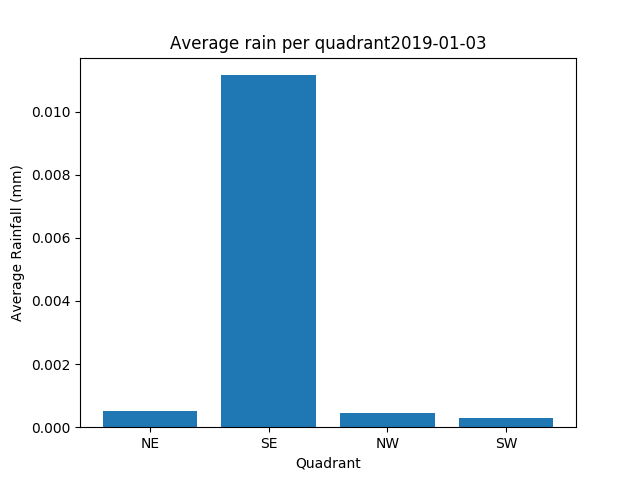 Average rain per quadrant2019-01-03
Average Rainfall (mm)
0.010
0.008
0.006
0.004
0.002
0.000
NE SE NW SW
Quadrant